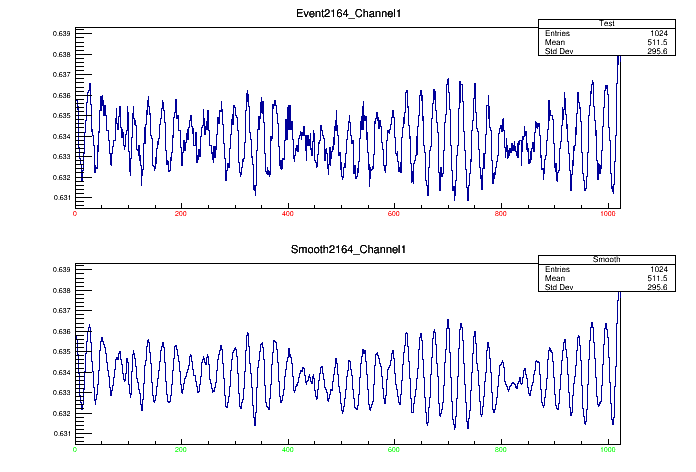 Event2164_Channel1
Test
Entries 1024
Mean 511.5
Std Dev 295.6
0.639
0.638
0.637
0.636
0.635
0.634
0.633
0.632
0.631
0 200 400 600 800 1000
Smooth2164_Channel1
Smooth
Entries 1024
Mean 511.5
Std Dev 295.6
0.639
0.638
0.637
0.636
0.635
0.634
0.633
0.632
0.631
0 200 400 600 800 1000